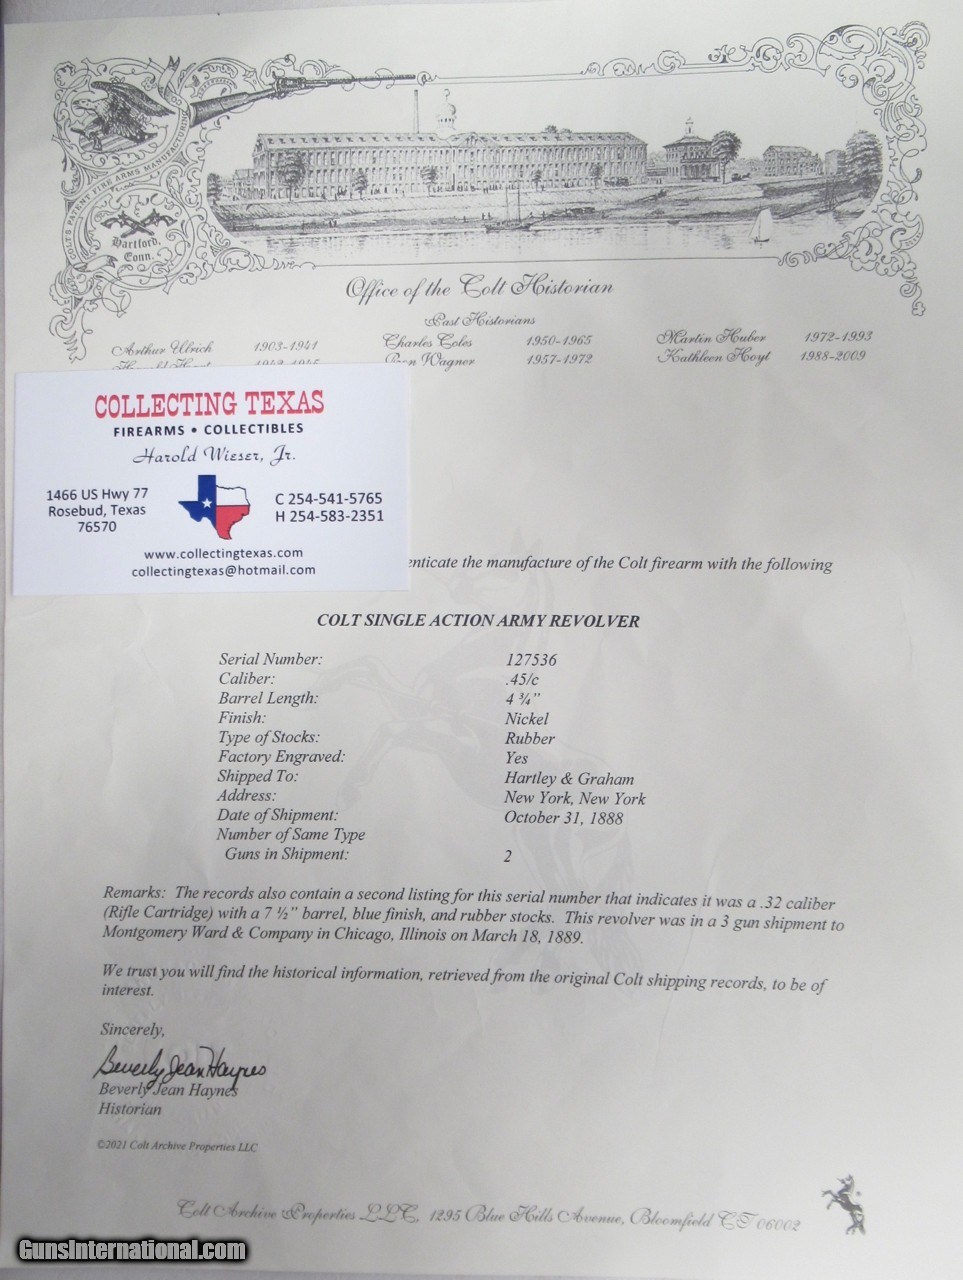 COLTS PATENT FIRE ARMS MANUFACTURING CO
Hartford,
Conn.
Office of the Colt Historian
Past Historians
Arthur Ulrich 1903-1941 Charles Coles 1950-1965 Martin Huber 1972-1993
Wagner 1957-1972 Kathleen Hoyt 1988-2009
COLLECTING TEXAS
FIREARMS • COLLECTIBLES
Harold Wieser, Jr.
1466 US Hwy 77
Rosebud, Texas
76570
C 254-541-5765
H 254-583-2351
www.collectingtexas.com
collectingtexas@hotmail.com
enticate the manufacture of the Colt firearm with the following
COLT SINGLE ACTION ARMY REVOLVER
Serial Number: 127536
Caliber: .45/c
Barrel Length: 4 ¾"
Finish: Nickel
Type of Stocks: Rubber
Factory Engraved: Yes
Shipped To: Hartley & Graham
Address: New York, New York
Date of Shipment: October 31, 1888
Number of Same Type
Guns in Shipment: 2
Remarks: The records also contain a second listing for this serial number that indicates it was a .32 caliber
(Rifle Cartridge) with a 7 ½" barrel, blue finish, and rubber stocks. This revolver was in a 3 gun shipment to
Montgomery Ward & Company in Chicago, Illinois on March 18, 1889.
We trust you will find the historical information, retrieved from the original Colt shipping records, to be of
interest.
Sincerely,
Beverly Jean Haynes
Beverly Jean Haynes
Historian
©2021 Colt Archive Properties LLC
Colt Archive Properties LLC, 1295 Blue Hills Avenue, Bloomfield CT 06002
GunsInternational.com